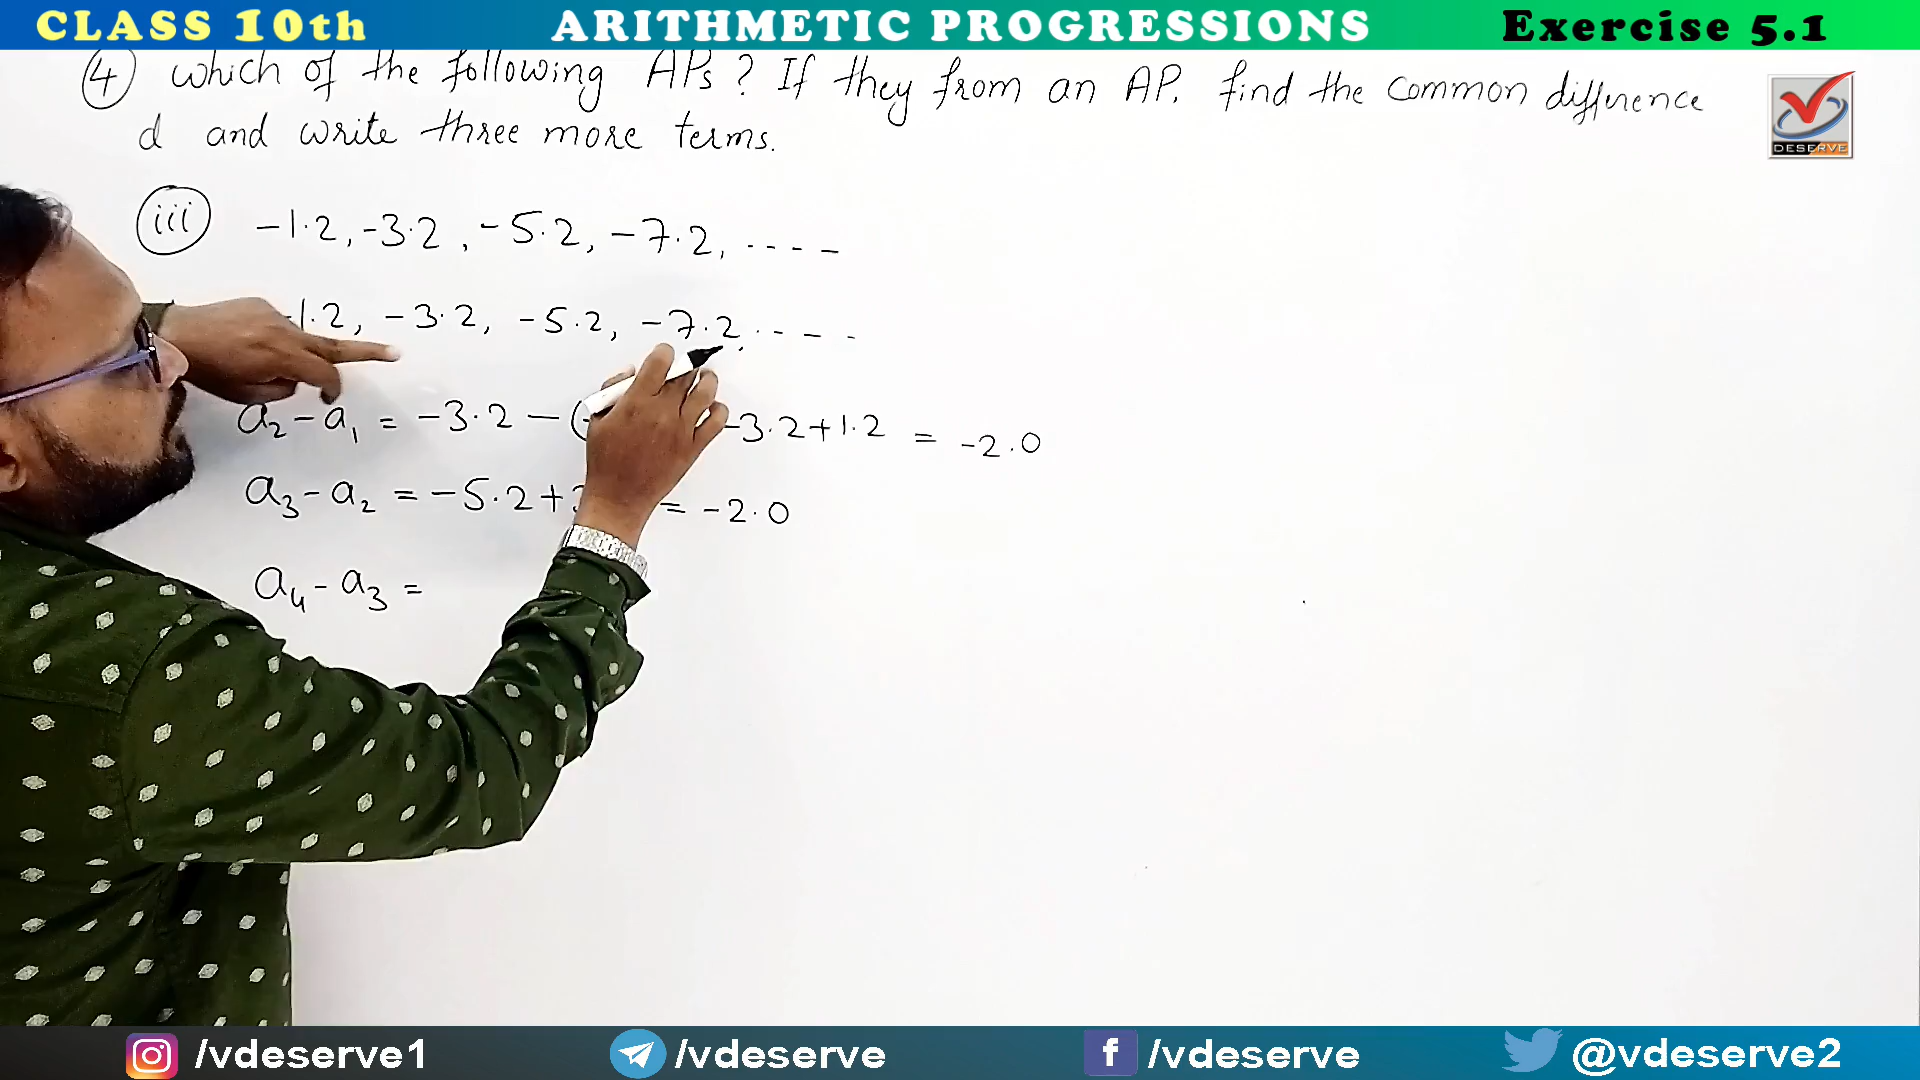 CLASS 10th ARITHMETIC PROGRESSIONS Exercise 5.1
④ Which of the following APs ? If they from an AP. find the common difference
d and write three more terms.
DESERVE
(iii) -1.2, -3.2, -5.2, -7.2, ----
-1.2, -3.2, -5.2, -7.2, ----
a₂ - a₁ = -3.2 - ( -3.2+1.2 = -2.0
a₃ - a₂ = -5.2+ = -2.0
a₄ - a₃ =
/vdeserve1 /vdeserve /vdeserve @vdeserve2